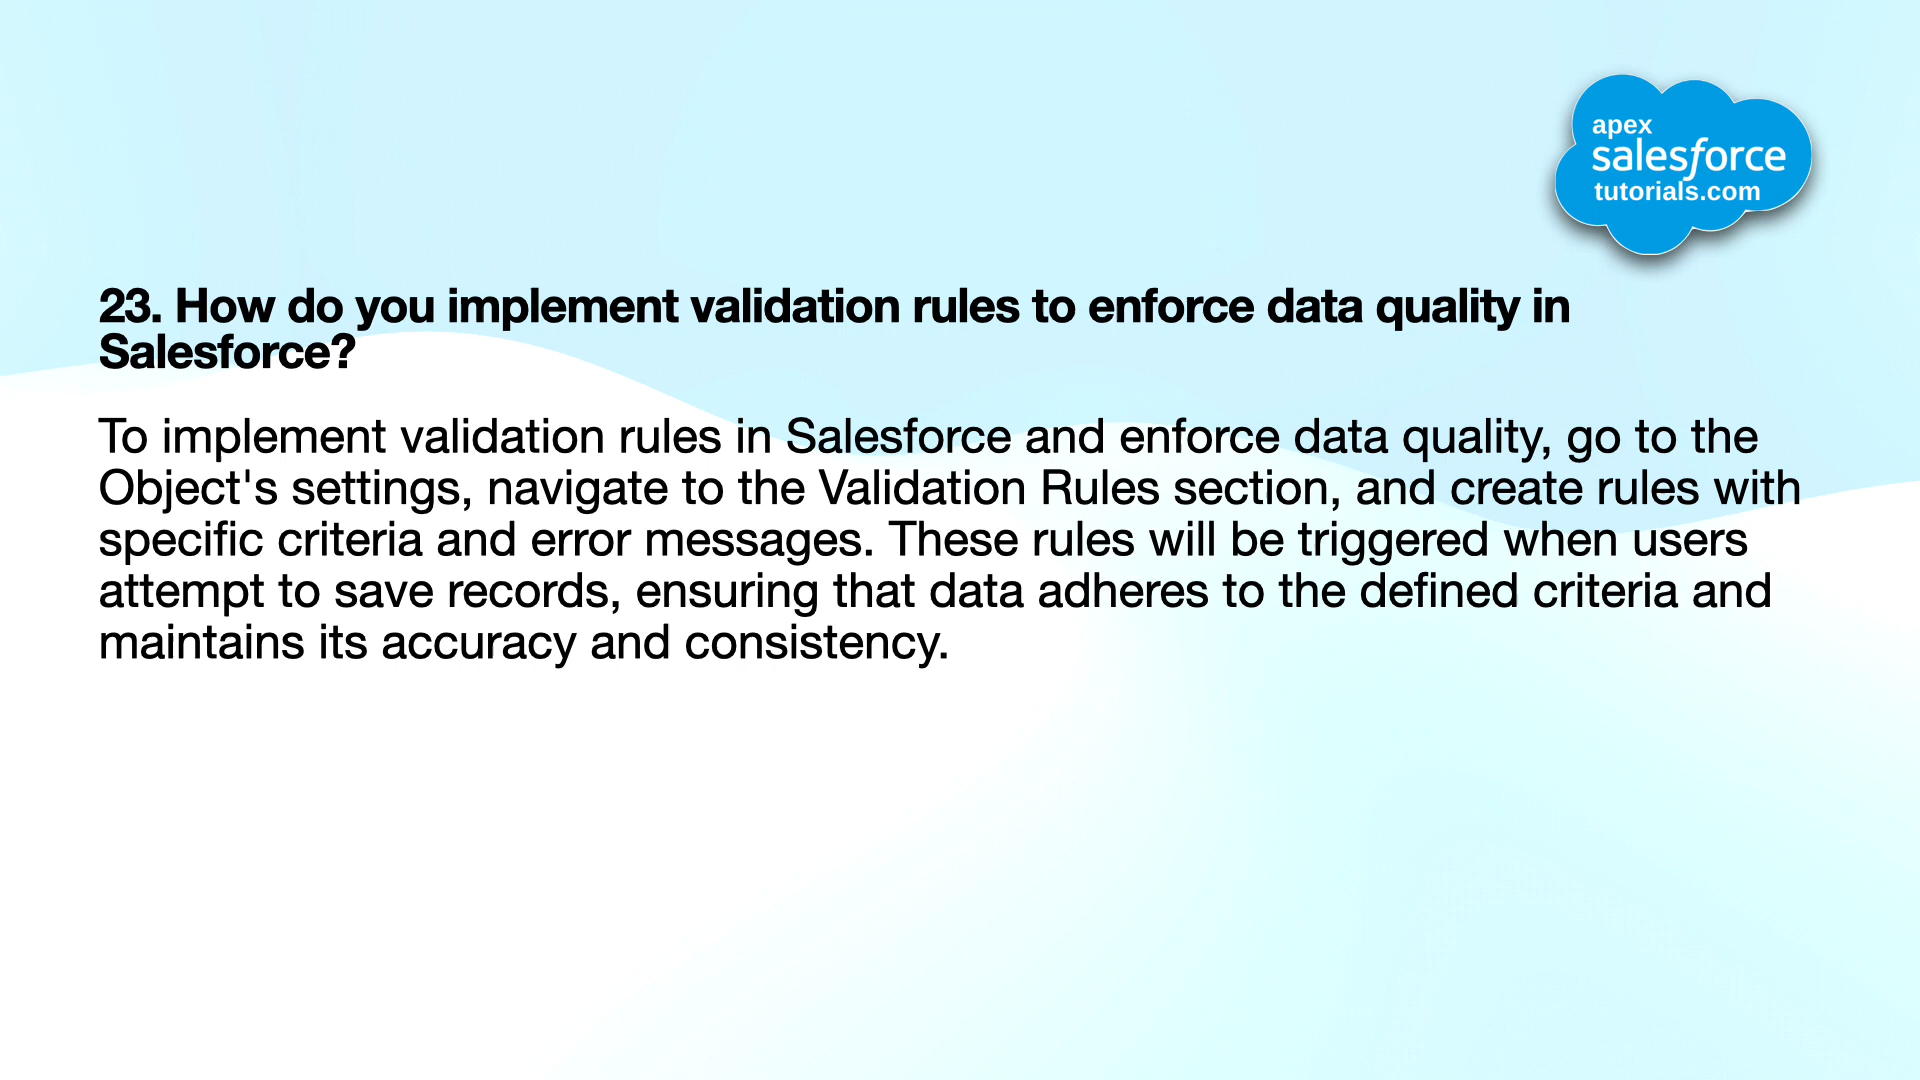 apex
salesforce
tutorials.com
23. How do you implement validation rules to enforce data quality in
Salesforce?
To implement validation rules in Salesforce and enforce data quality, go to the
Object's settings, navigate to the Validation Rules section, and create rules with
specific criteria and error messages. These rules will be triggered when users
attempt to save records, ensuring that data adheres to the defined criteria and
maintains its accuracy and consistency.